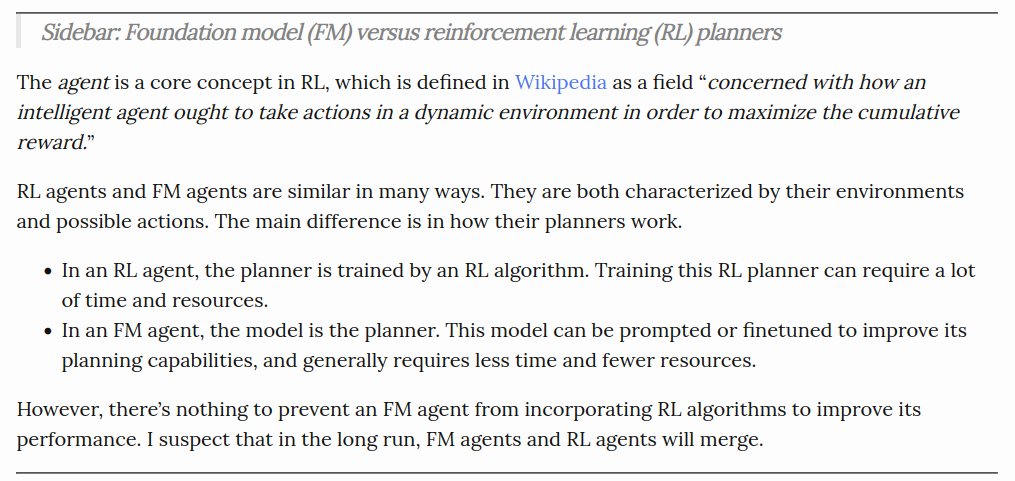 Sidebar: Foundation model (FM) versus reinforcement learning (RL) planners
The agent is a core concept in RL, which is defined in Wikipedia as a field “concerned with how an
intelligent agent ought to take actions in a dynamic environment in order to maximize the cumulative
reward.”
RL agents and FM agents are similar in many ways. They are both characterized by their environments
and possible actions. The main difference is in how their planners work.
• In an RL agent, the planner is trained by an RL algorithm. Training this RL planner can require a lot
of time and resources.
• In an FM agent, the model is the planner. This model can be prompted or finetuned to improve its
planning capabilities, and generally requires less time and fewer resources.
However, there’s nothing to prevent an FM agent from incorporating RL algorithms to improve its
performance. I suspect that in the long run, FM agents and RL agents will merge.